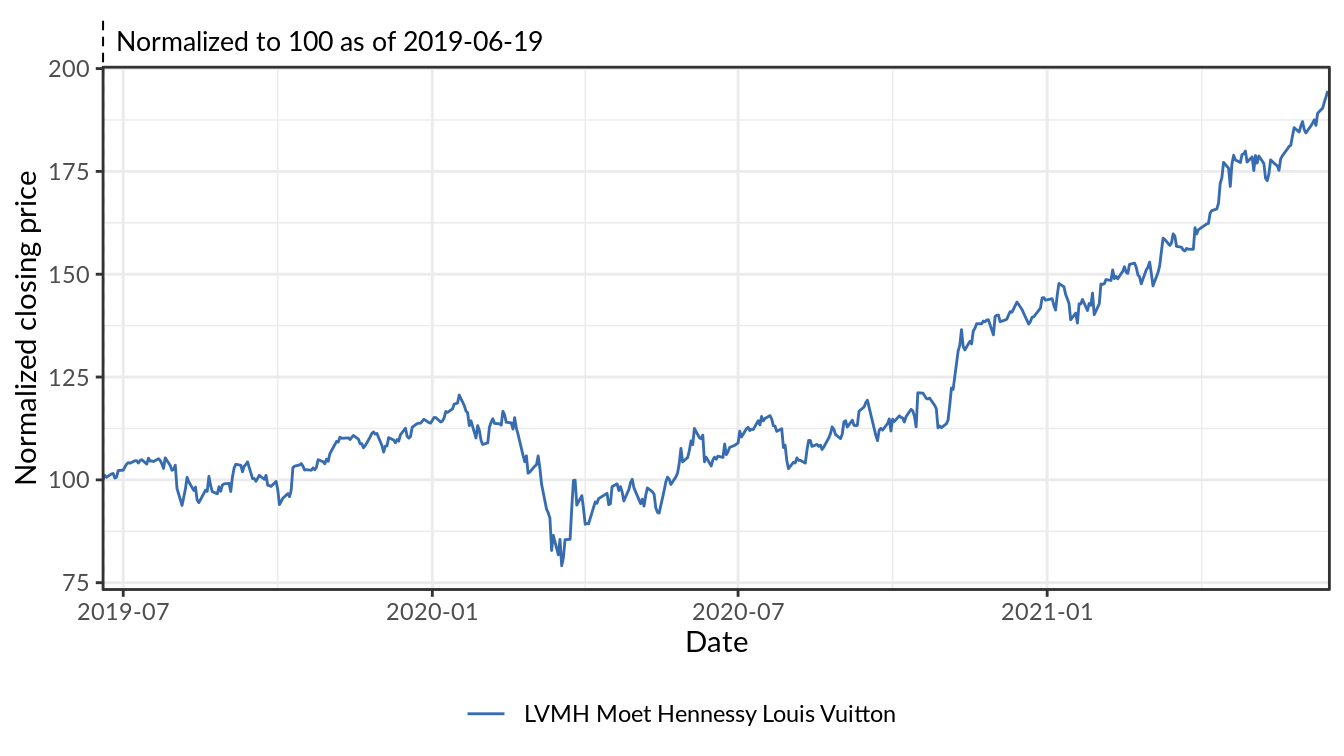 Normalized to 100 as of 2019-06-19
200
175
150
125
100
75
Normalized closing price
2019-07
2020-01
2020-07
2021-01
Date
LVMH Moet Hennessy Louis Vuitton